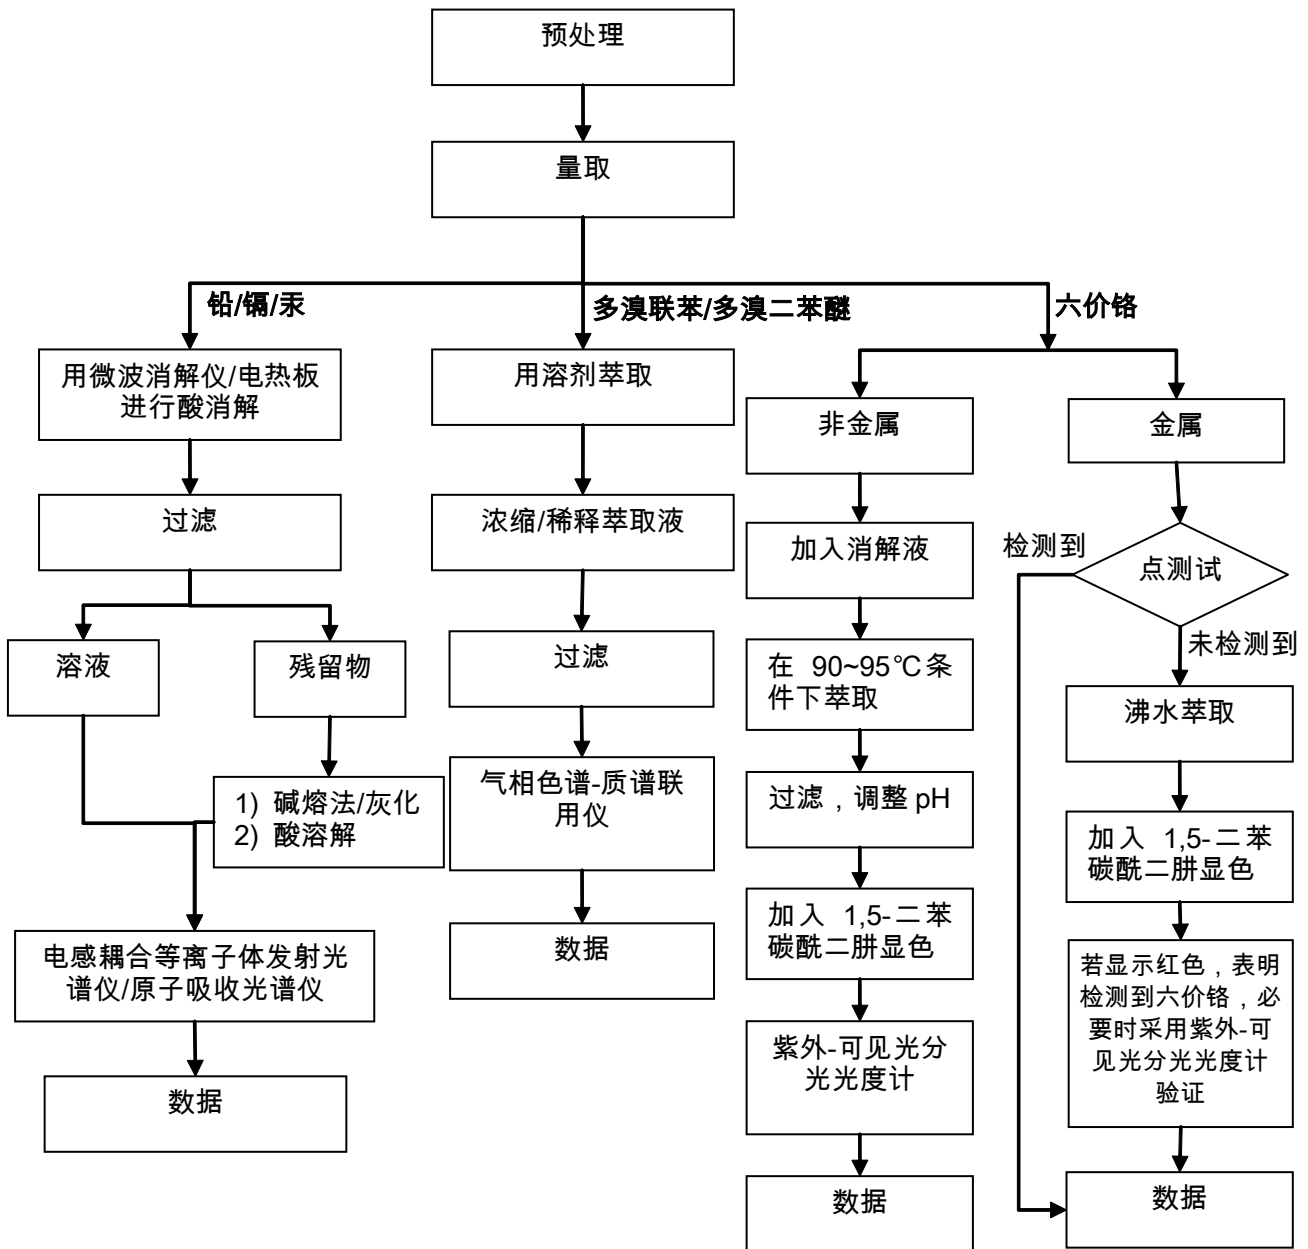 预处理
量取
铅/镉/汞
多溴联苯/多溴二苯醚
六价铬
用微波消解仪/电热板
进行酸消解
过滤
溶液
残留物
1) 碱熔法/灰化
2) 酸溶解
电感耦合等离子体发射光
谱仪/原子吸收光谱仪
数据
用溶剂萃取
浓缩/稀释萃取液
过滤
气相色谱-质谱联
用仪
数据
非金属
加入消解液
在 90~95℃条
件下萃取
过滤，调整 pH
加入 1,5-二苯
碳酰二肼显色
紫外-可见光分
光光度计
数据
金属
点测试
检测到
未检测到
沸水萃取
加入 1,5-二苯
碳酰二肼显色
若显示红色，表明
检测到六价铬，必
要时采用紫外-可
见光分光光度计
验证
数据